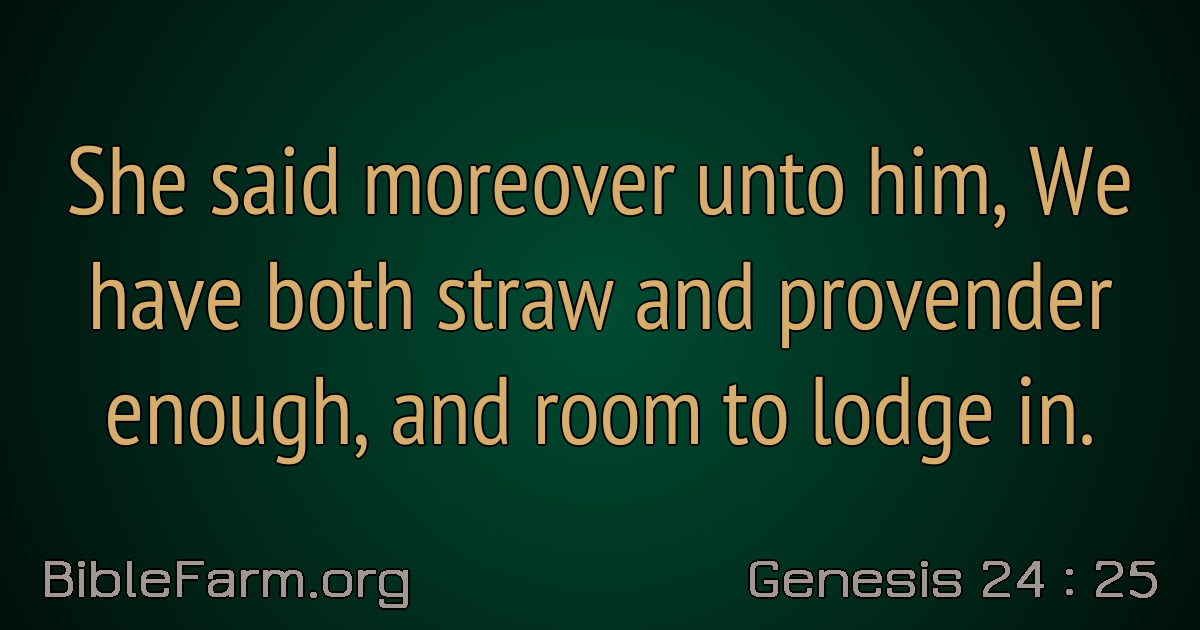 She said moreover unto him, We
have both straw and provender
enough, and room to lodge in.
BibleFarm.org
Genesis 24 : 25